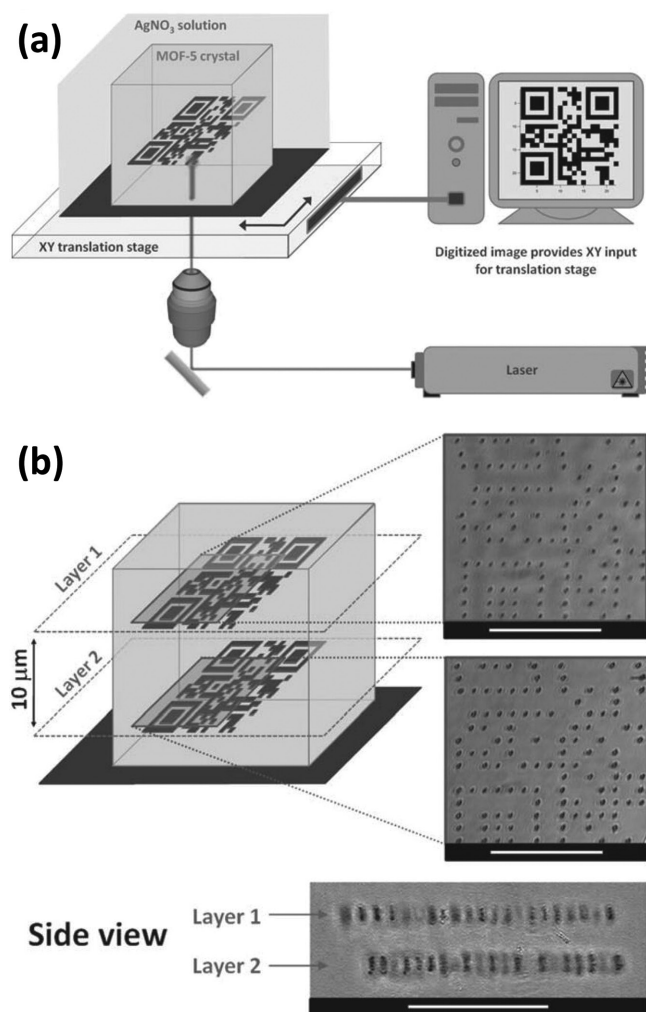 (a)
AgNO₃ solution
MOF-5 crystal
XY translation stage
Digitized image provides XY input
for translation stage
Laser
(b)
Layer 1
10 μm
Layer 2
Side view
Layer 1
Layer 2